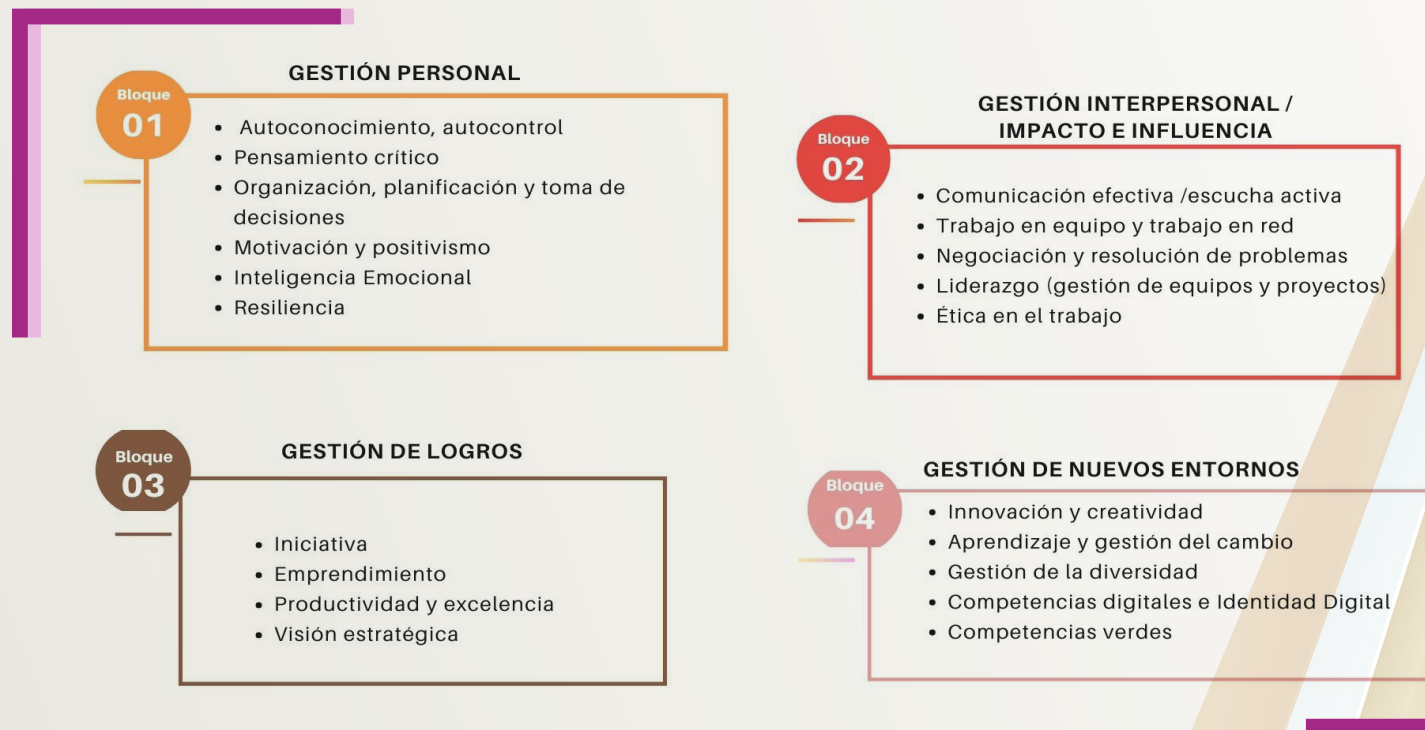 GESTIÓN PERSONAL
Bloque
01
• Autoconocimiento, autocontrol
• Pensamiento crítico
• Organización, planificación y toma de
decisiones
• Motivación y positivismo
• Inteligencia Emocional
• Resiliencia
GESTIÓN INTERPERSONAL /
IMPACTO E INFLUENCIA
Bloque
02
• Comunicación efectiva /escucha activa
• Trabajo en equipo y trabajo en red
• Negociación y resolución de problemas
• Liderazgo (gestión de equipos y proyectos)
• Ética en el trabajo
GESTIÓN DE LOGROS
Bloque
03
• Iniciativa
• Emprendimiento
• Productividad y excelencia
• Visión estratégica
GESTIÓN DE NUEVOS ENTORNOS
Bloque
04
• Innovación y creatividad
• Aprendizaje y gestión del cambio
• Gestión de la diversidad
• Competencias digitales e Identidad Digital
• Competencias verdes